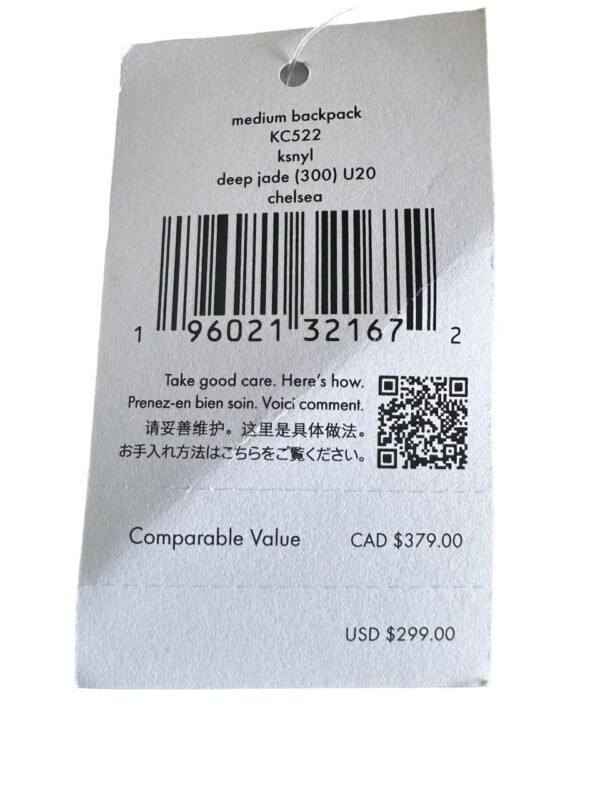 medium backpack
KC522
ksnyl
deep jade (300) U20
chelsea
1 96021 32167 2
Take good care. Here's how.
Prenez-en bien soin. Voici comment.
请妥善维护。这里是具体做法。
お手入れ方法はこちらをご覧ください。
Comparable Value CAD $379.00
USD $299.00